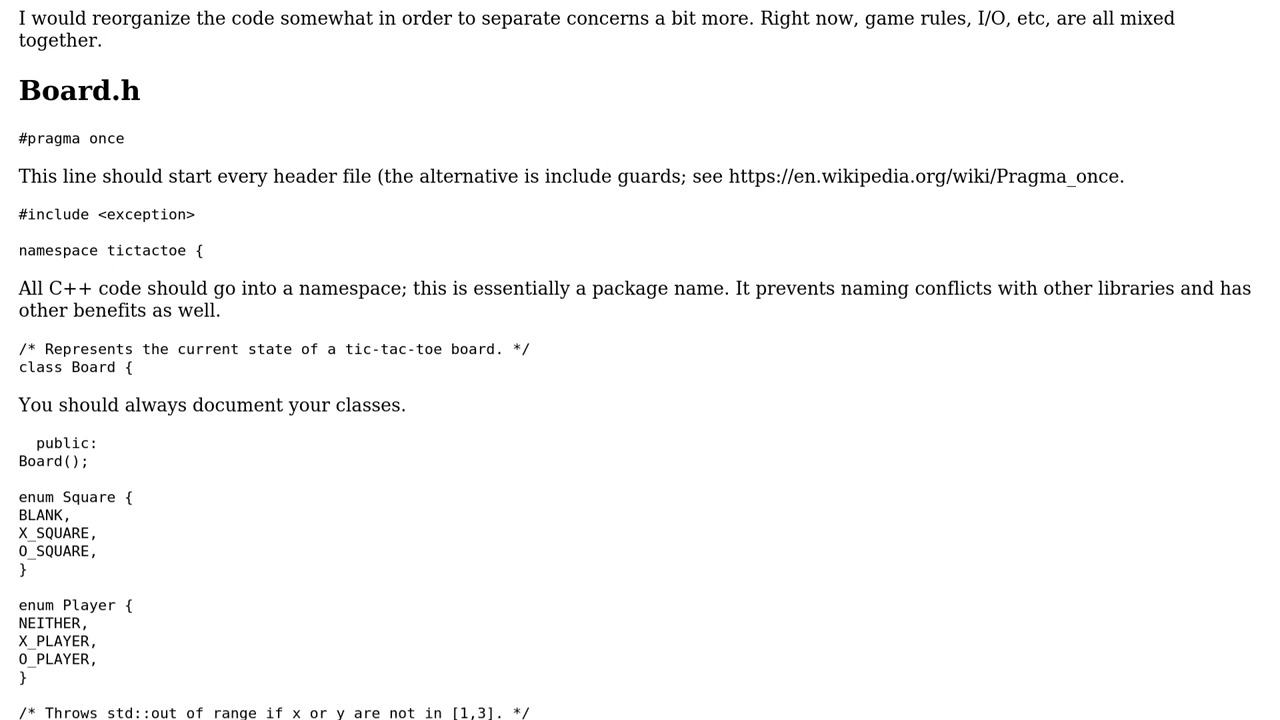 I would reorganize the code somewhat in order to separate concerns a bit more. Right now, game rules, I/O, etc, are all mixed
together.
Board.h
#pragma once
This line should start every header file (the alternative is include guards; see https://en.wikipedia.org/wiki/Pragma_once.
#include <exception>
namespace tictactoe {
All C++ code should go into a namespace; this is essentially a package name. It prevents naming conflicts with other libraries and has
other benefits as well.
/* Represents the current state of a tic-tac-toe board. */
class Board {
You should always document your classes.
  public:
Board();
enum Square {
BLANK,
X_SQUARE,
O_SQUARE,
}
enum Player {
NEITHER,
X_PLAYER,
O_PLAYER,
}
/* Throws std::out_of_range if x or y are not in [1,3]. */